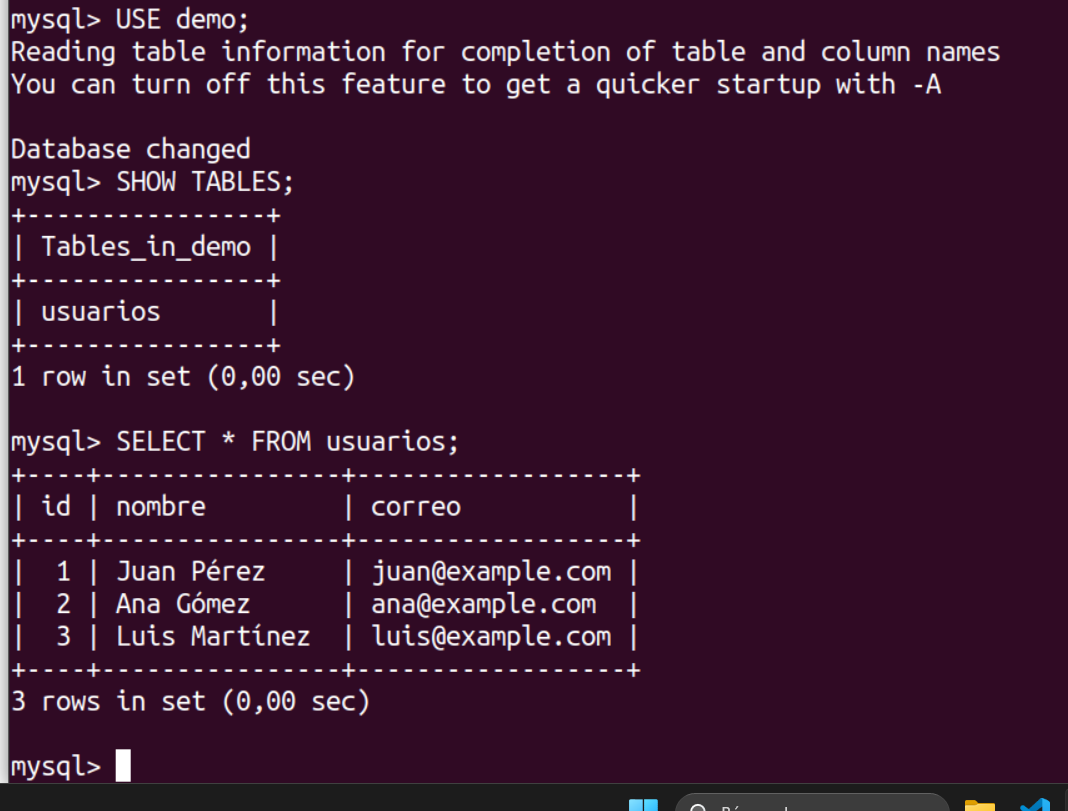 mysql> USE demo;
Reading table information for completion of table and column names
You can turn off this feature to get a quicker startup with -A
Database changed
mysql> SHOW TABLES;
+----------------+
| Tables_in_demo |
+----------------+
| usuarios       |
+----------------+
1 row in set (0,00 sec)
mysql> SELECT * FROM usuarios;
+----+----------------+------------------+
| id | nombre         | correo           |
+----+----------------+------------------+
|  1 | Juan Pérez     | juan@example.com |
|  2 | Ana Gómez      | ana@example.com  |
|  3 | Luis Martínez  | luis@example.com |
+----+----------------+------------------+
3 rows in set (0,00 sec)
mysql>